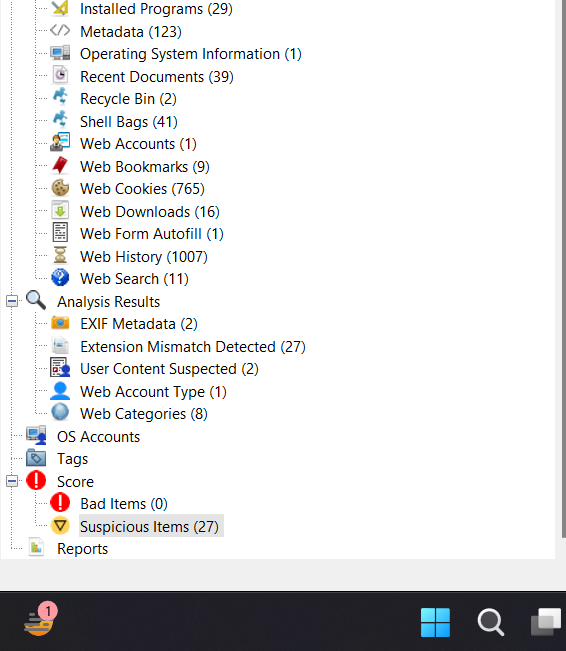 Installed Programs (29)
Metadata (123)
Operating System Information (1)
Recent Documents (39)
Recycle Bin (2)
Shell Bags (41)
Web Accounts (1)
Web Bookmarks (9)
Web Cookies (765)
Web Downloads (16)
Web Form Autofill (1)
Web History (1007)
Web Search (11)
Analysis Results
EXIF Metadata (2)
Extension Mismatch Detected (27)
User Content Suspected (2)
Web Account Type (1)
Web Categories (8)
OS Accounts
Tags
Score
Bad Items (0)
Suspicious Items (27)
Reports
1